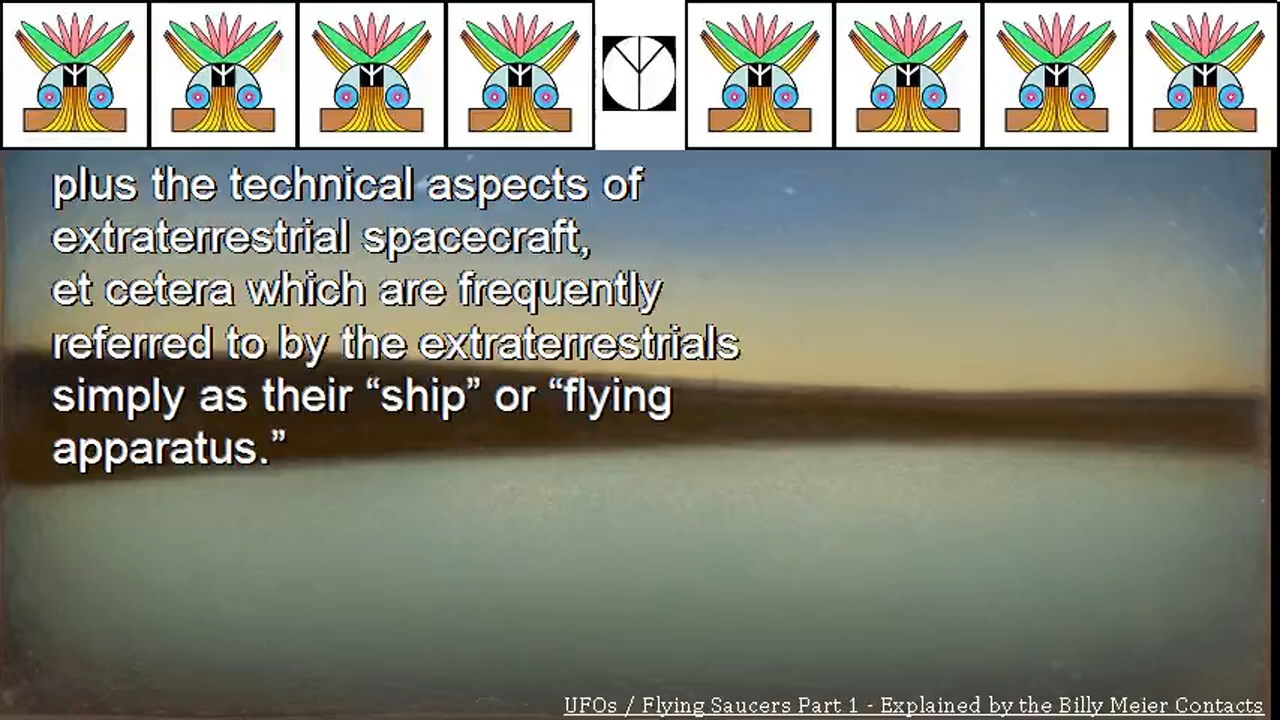 plus the technical aspects of
extraterrestrial spacecraft,
et cetera which are frequently
referred to by the extraterrestrials
simply as their “ship” or “flying
apparatus.”
UFOs / Flying Saucers Part 1 - Explained by the Billy Meier Contacts